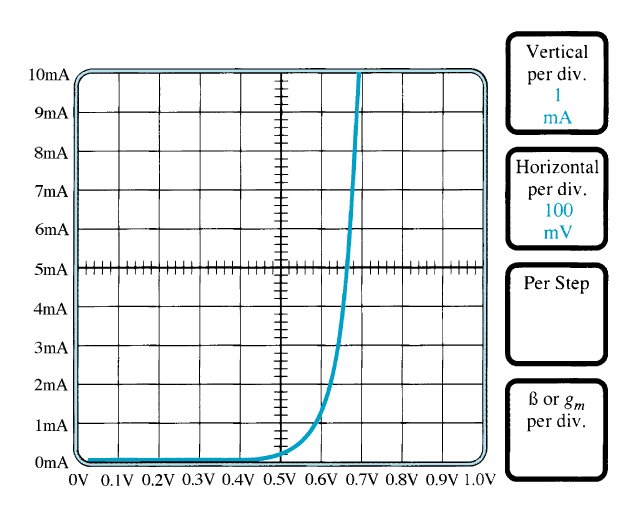 10mA
9mA
8mA
7mA
6mA
5mA
4mA
3mA
2mA
1mA
0mA
0V 0.1V 0.2V 0.3V 0.4V 0.5V 0.6V 0.7V 0.8V 0.9V 1.0V
Vertical
per div.
1
mA
Horizontal
per div.
100
mV
Per Step
ß or gm
per div.